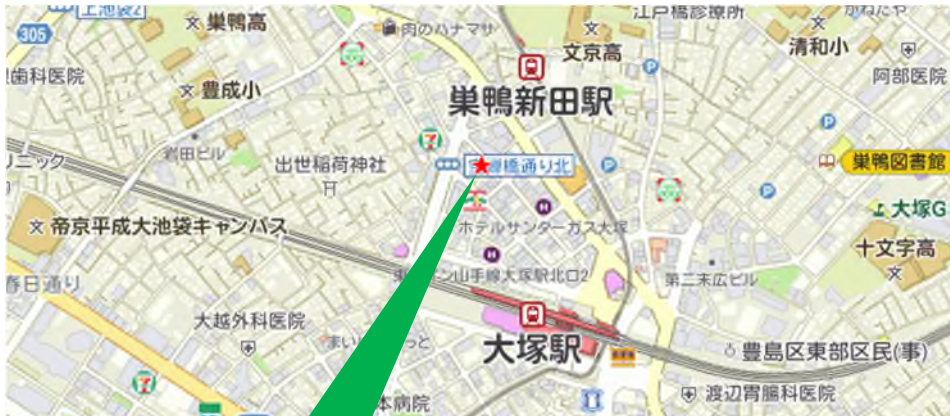 上池袋2
305
巣鴨高
肉のハナマサ
江戸橋診療所
文京高
清和小
歯科医院
豊成小
阿部医院
巣鴨新田駅
岩田ビル
リニック
出世稲荷神社
橋通り北
巣鴨図書館
大塚G
帝京平成大池袋キャンパス
ホテルサンターガス大塚
十文字高
山手線大塚駅北口2
第二末広ビル
春日通り
大越外科医院
大塚駅
豊島区東部区民(事)
本病院
渡辺胃腸科医院